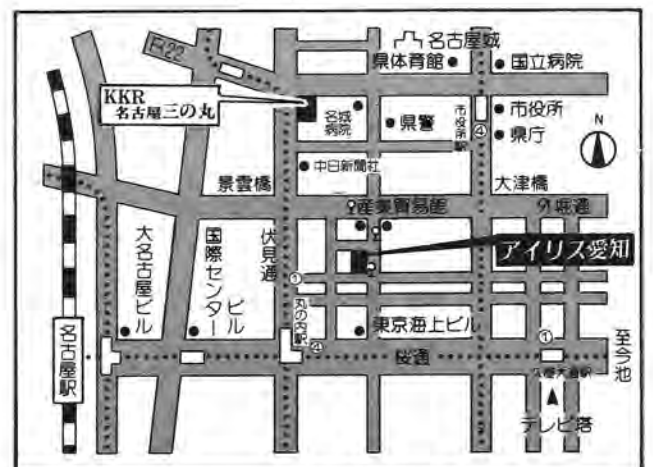 R22
名古屋城
県体育館
国立病院
KKR
名古屋三の丸
名城
病院
県警
市役所駅
④
市役所
県庁
N
中日新聞社
景雲橋
大津橋
産業貿易館
外堀通
大名古屋ビル
国際センター
ビル
伏見通
アイリス愛知
①
丸の内駅
④
東京海上ビル
①
至今池
名古屋駅
桜通
久屋大通駅
テレビ塔